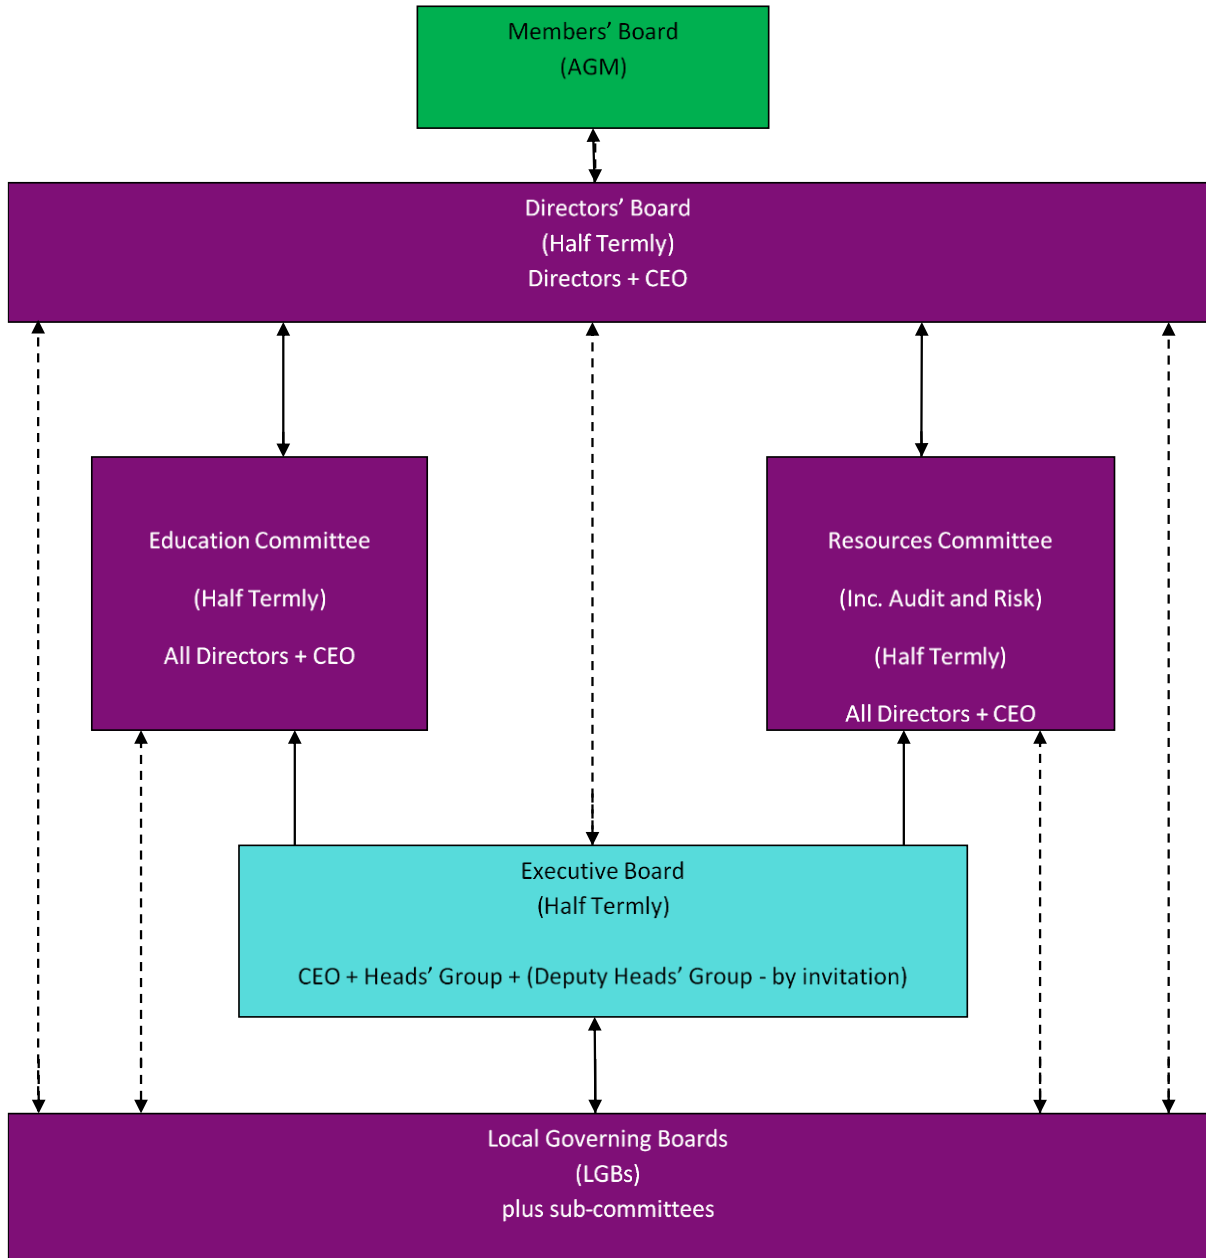 Members’ Board
(AGM)
Directors’ Board
(Half Termly)
Directors + CEO
Education Committee
(Half Termly)
All Directors + CEO
Resources Committee
(Inc. Audit and Risk)
(Half Termly)
All Directors + CEO
Executive Board
(Half Termly)
CEO + Heads’ Group + (Deputy Heads’ Group - by invitation)
Local Governing Boards
(LGBs)
plus sub-committees